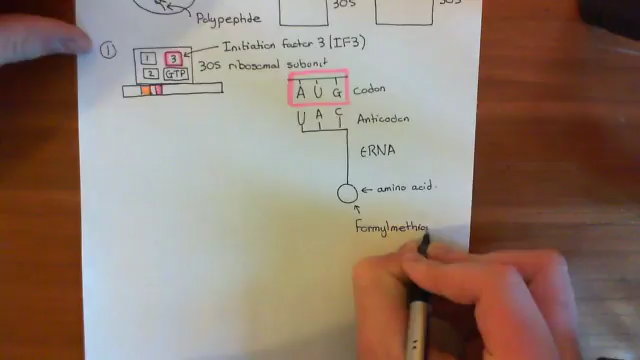 Polypeptide
30S
30S
① Initiation factor 3 (IF3)
1 3
2 GTP
30S ribosomal subunit
A U G Codon
U A C Anticodon
tRNA
← amino acid.
Formylmethio